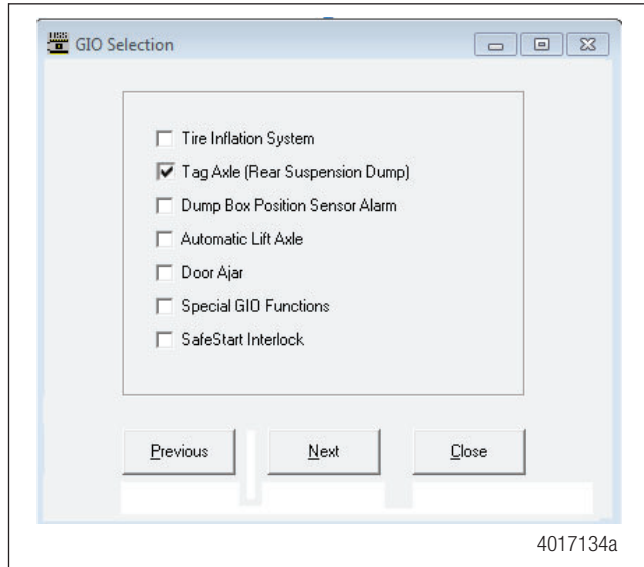 GIO Selection
Tire Inflation System
Tag Axle (Rear Suspension Dump)
Dump Box Position Sensor Alarm
Automatic Lift Axle
Door Ajar
Special GIO Functions
SafeStart Interlock
Previous Next Close
4017134a